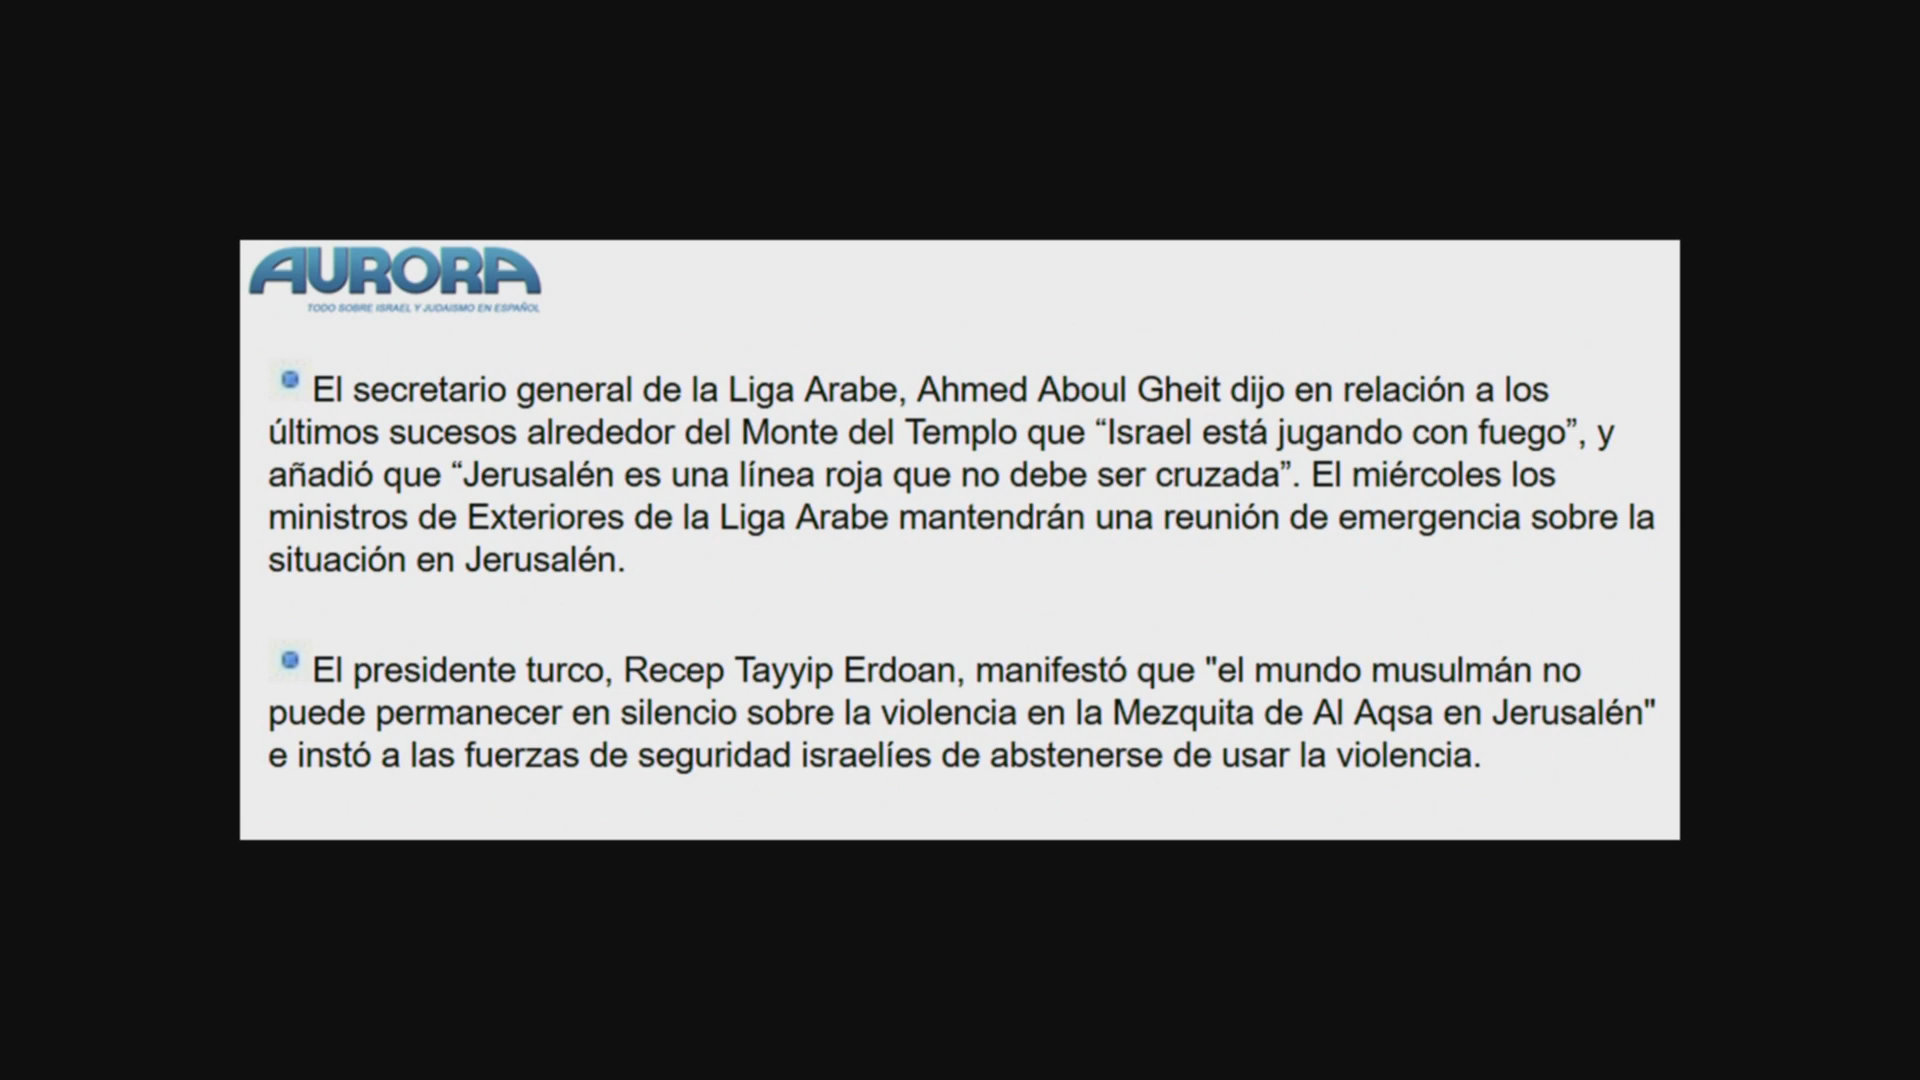 AURORA
TODO SOBRE ISRAEL Y JUDAISMO EN ESPAÑOL
El secretario general de la Liga Arabe, Ahmed Aboul Gheit dijo en relación a los
últimos sucesos alrededor del Monte del Templo que “Israel está jugando con fuego”, y
añadió que “Jerusalén es una línea roja que no debe ser cruzada”. El miércoles los
ministros de Exteriores de la Liga Arabe mantendrán una reunión de emergencia sobre la
situación en Jerusalén.
El presidente turco, Recep Tayyip Erdoan, manifestó que "el mundo musulmán no
puede permanecer en silencio sobre la violencia en la Mezquita de Al Aqsa en Jerusalén"
e instó a las fuerzas de seguridad israelíes de abstenerse de usar la violencia.